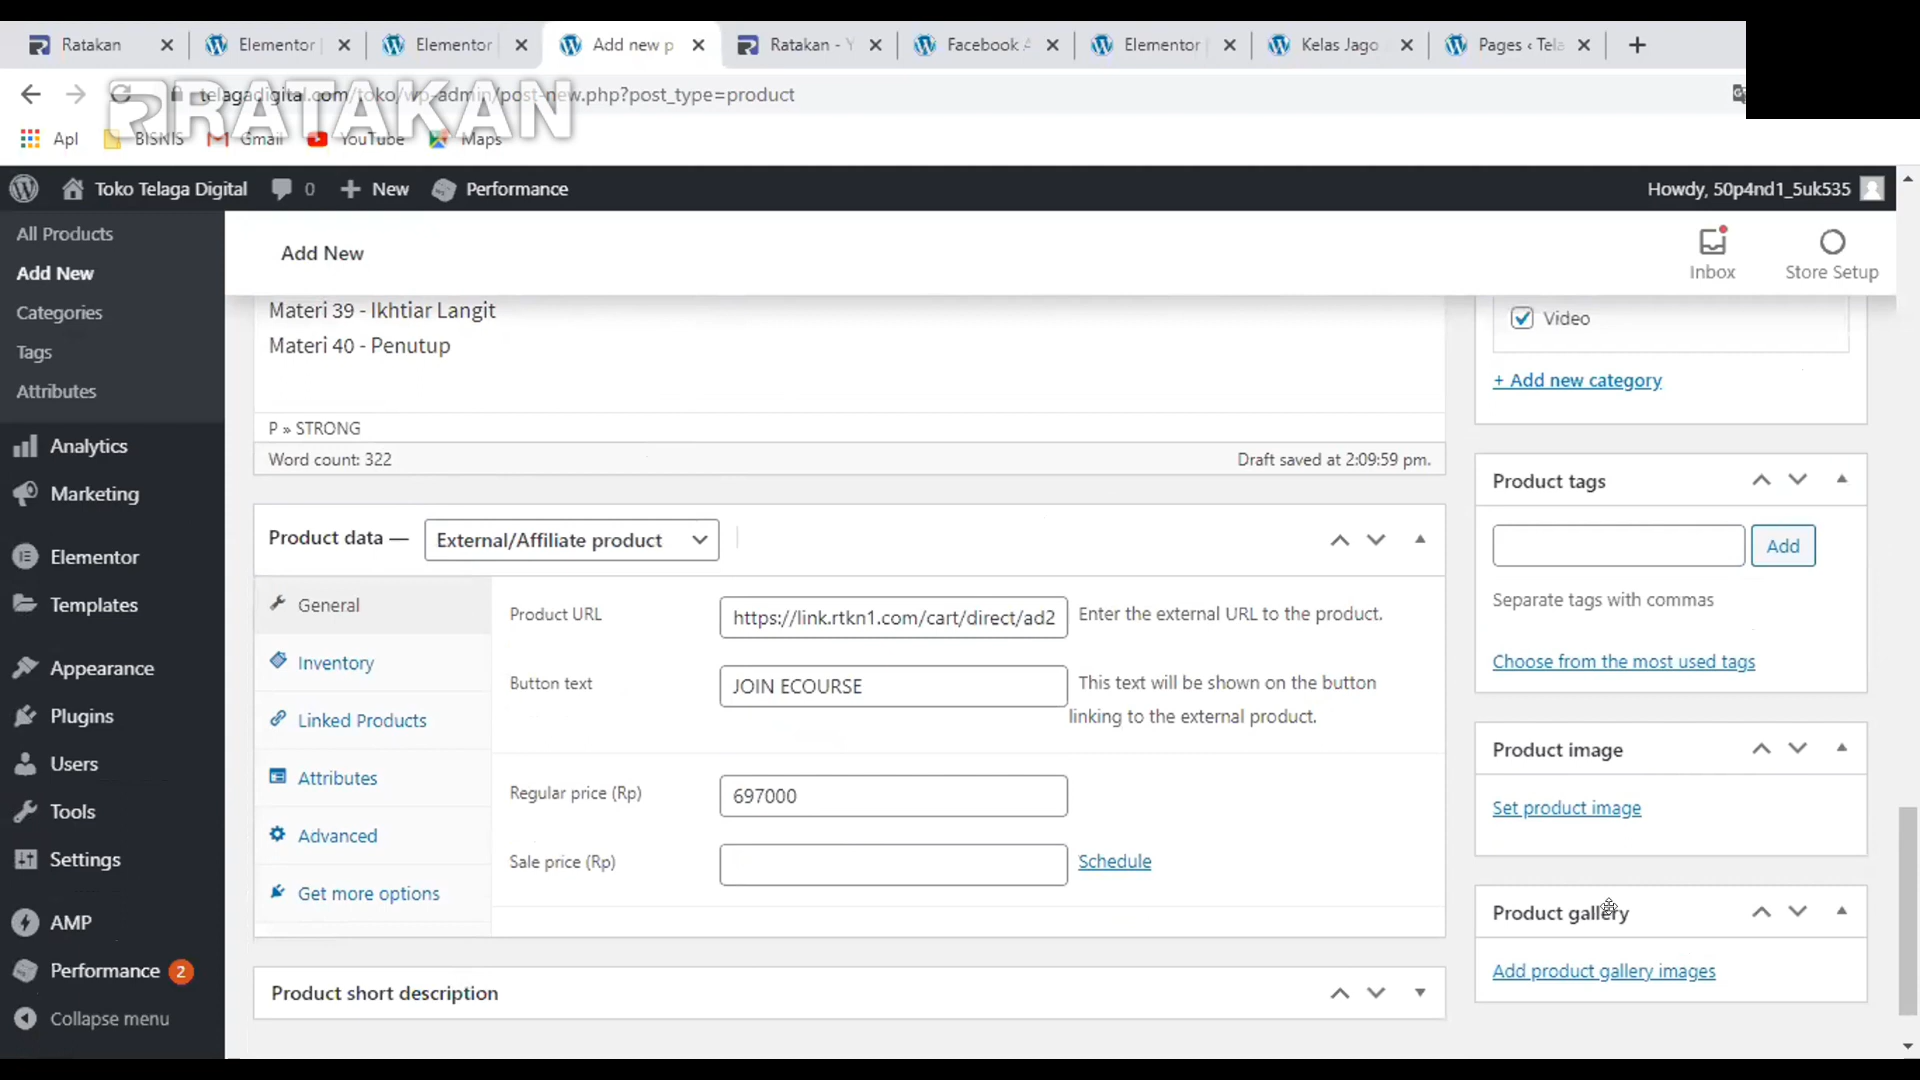 Ratakan
Elementor
Elementor
Add new p
Ratakan - Y
Facebook A
Elementor
Kelas Jago
Pages ‹ Tela
telagadigital.com/toko/wp-admin/post-new.php?post_type=product
RATAKAN
Apl
BISNIS
Gmail
YouTube
Maps
Toko Telaga Digital
0
New
Performance
Howdy, 50p4nd1_5uk535
All Products
Add New
Categories
Tags
Attributes
Analytics
Marketing
Elementor
Templates
Appearance
Plugins
Users
Tools
Settings
AMP
Performance 2
Collapse menu
Add New
Inbox
Store Setup
Materi 39 - Ikhtiar Langit
Materi 40 - Penutup
P » STRONG
Word count: 322
Draft saved at 2:09:59 pm.
Product data —
External/Affiliate product
General
Inventory
Linked Products
Attributes
Advanced
Get more options
Product URL
https://link.rtkn1.com/cart/direct/ad2
Enter the external URL to the product.
Button text
JOIN ECOURSE
This text will be shown on the button
linking to the external product.
Regular price (Rp)
697000
Sale price (Rp)
Schedule
Product short description
Video
+ Add new category
Product tags
Add
Separate tags with commas
Choose from the most used tags
Product image
Set product image
Product gallery
Add product gallery images